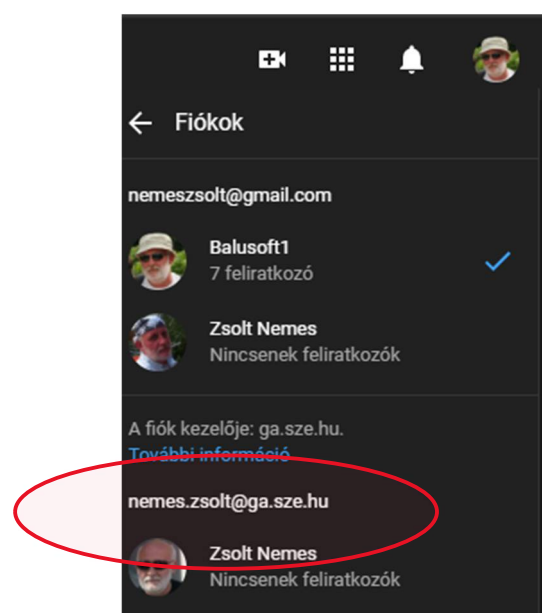 Fiókok
nemeszsolt@gmail.com
Balusoft1
7 feliratkozó
Zsolt Nemes
Nincsenek feliratkozók
A fiók kezelője: ga.sze.hu.
További információ
nemes.zsolt@ga.sze.hu
Zsolt Nemes
Nincsenek feliratkozók